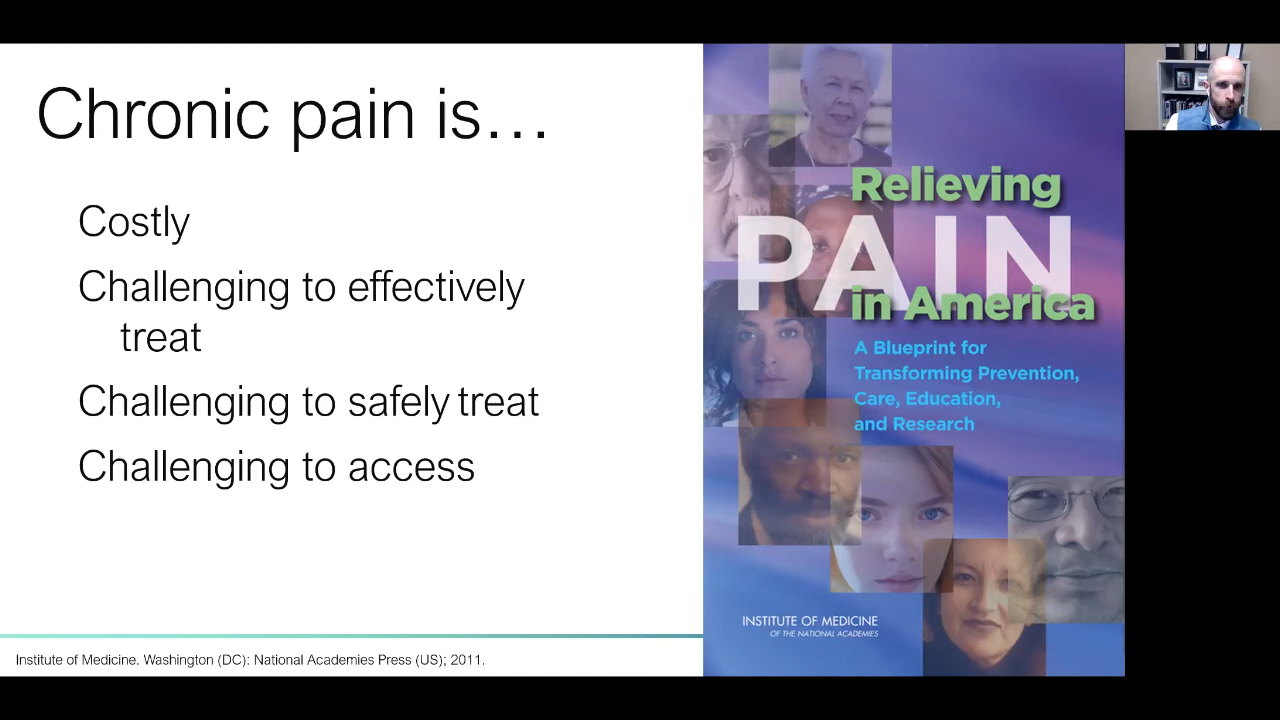 Chronic pain is…
Costly
Challenging to effectively
treat
Challenging to safely treat
Challenging to access
Institute of Medicine. Washington (DC): National Academies Press (US); 2011.
Relieving
PAIN
in America
A Blueprint for
Transforming Prevention,
Care, Education,
and Research
INSTITUTE OF MEDICINE
OF THE NATIONAL ACADEMIES